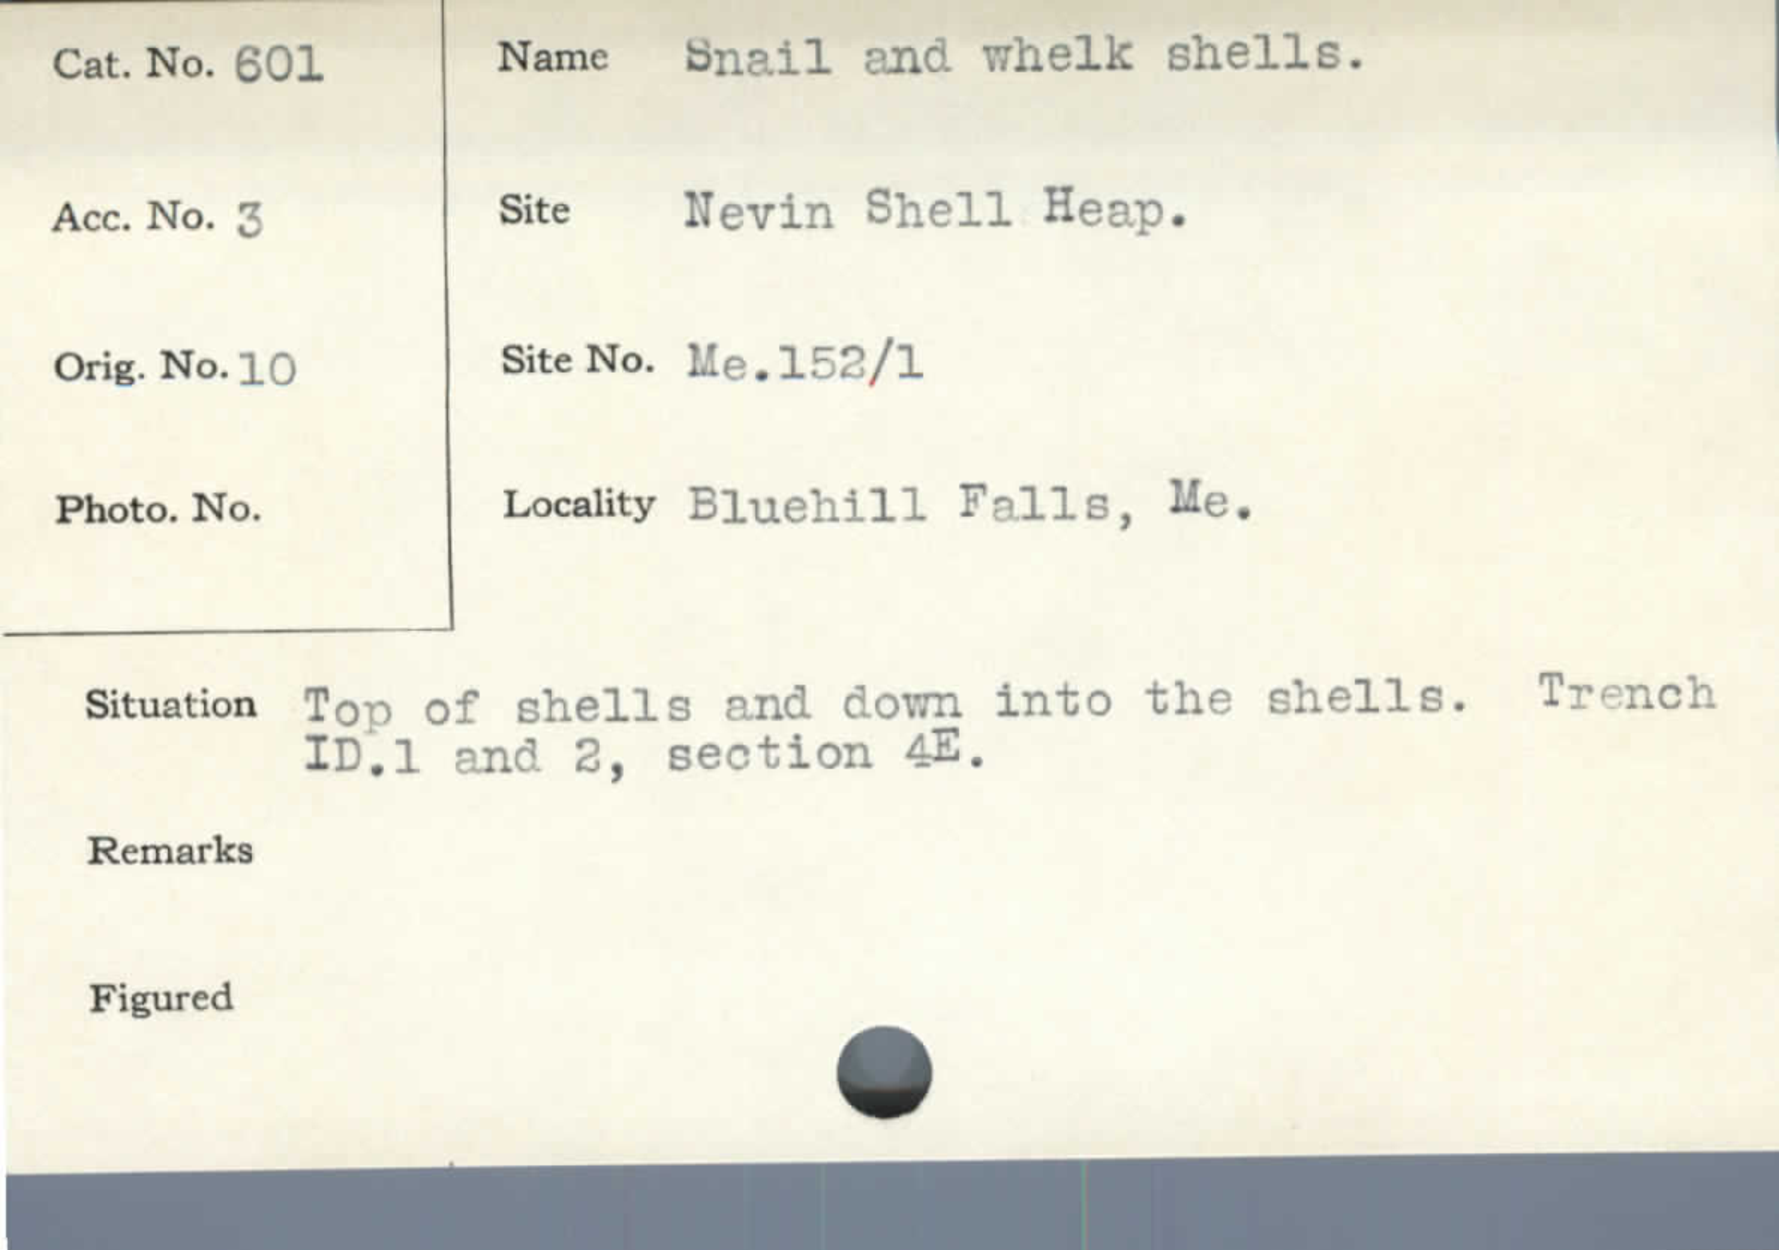 Cat. No. 601
Name Snail and whelk shells.
Acc. No. 3
Site Nevin Shell Heap.
Orig. No. 10
Site No. Me.152/1
Photo. No.
Locality Bluehill Falls, Me.
Situation Top of shells and down into the shells. Trench
ID.1 and 2, section 4E.
Remarks
Figured